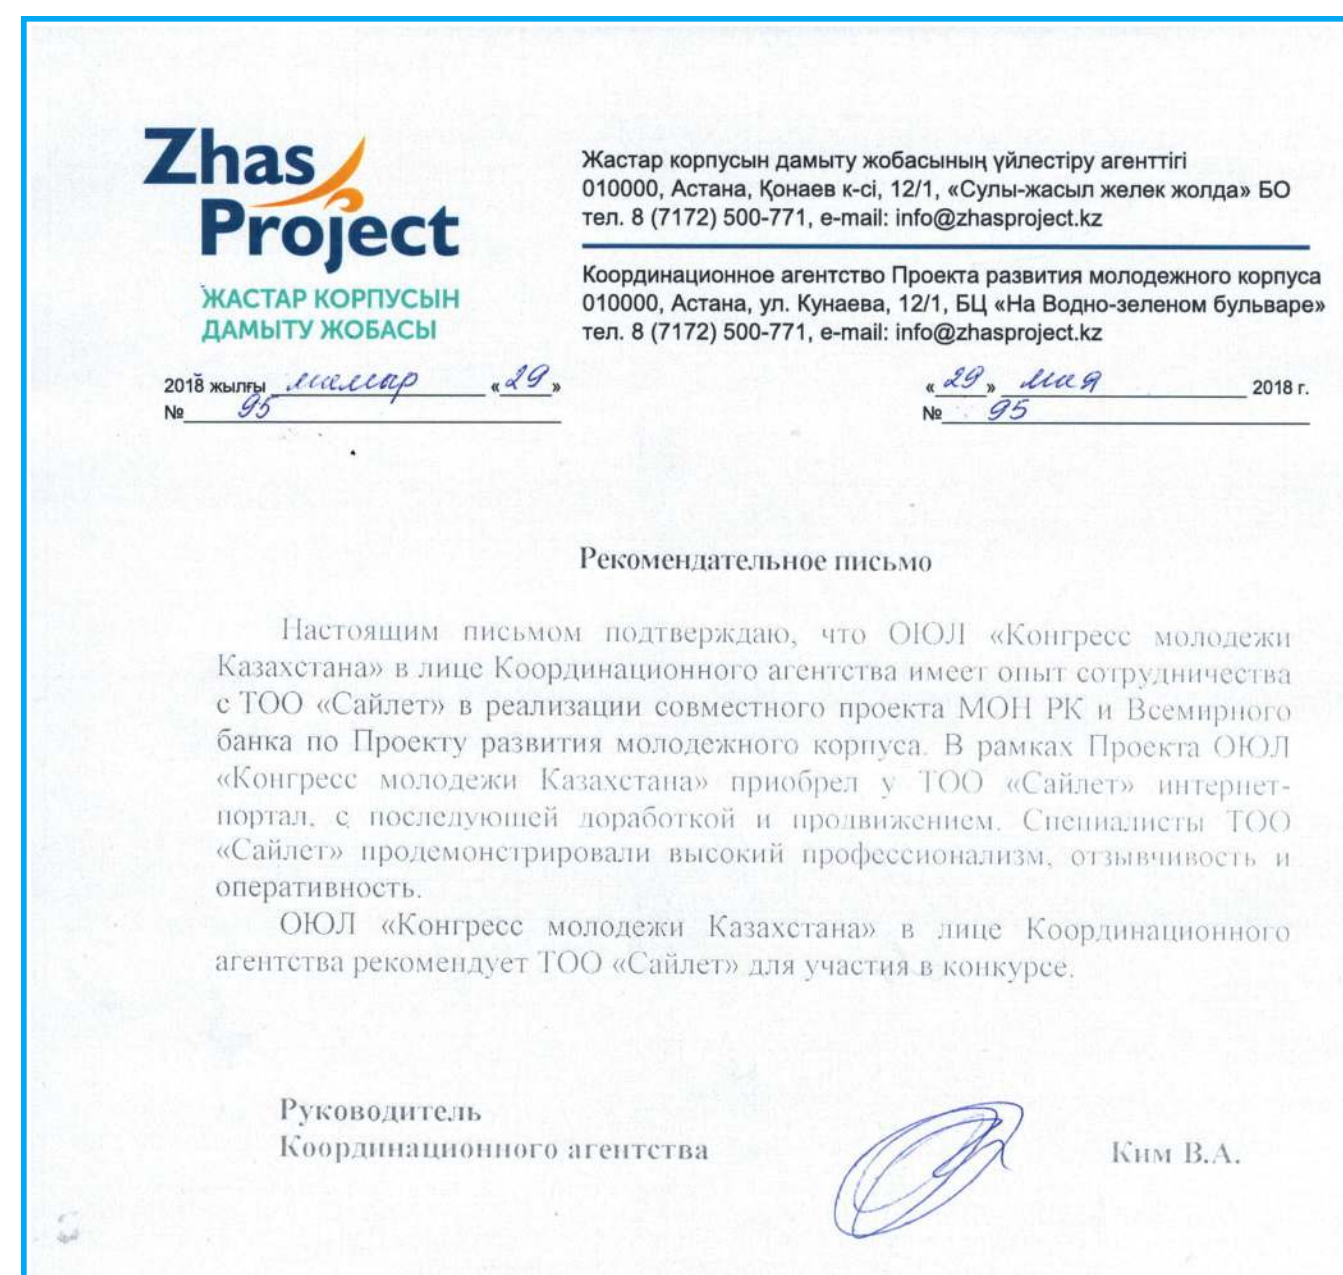 Zhas
Project
ЖАСТАР КОРПУСЫН
ДАМЫТУ ЖОБАСЫ
Жастар корпусын дамыту жобасының үйлестіру агенттігі
010000, Астана, Қонаев к-сі, 12/1, «Сулы-жасыл желек жолда» БО
тел. 8 (7172) 500-771, e-mail: info@zhasproject.kz
Координационное агентство Проекта развития молодежного корпуса
010000, Астана, ул. Кунаева, 12/1, БЦ «На Водно-зеленом бульваре»
тел. 8 (7172) 500-771, e-mail: info@zhasproject.kz
2018 жылғы мамыр «29»
№ 95
«29» мая 2018 г.
№ 95
Рекомендательное письмо
Настоящим письмом подтверждаю, что ОЮЛ «Конгресс молодежи
Казахстана» в лице Координационного агентства имеет опыт сотрудничества
с ТОО «Сайлет» в реализации совместного проекта МОН РК и Всемирного
банка по Проекту развития молодежного корпуса. В рамках Проекта ОЮЛ
«Конгресс молодежи Казахстана» приобрел у ТОО «Сайлет» интернет-
портал, с последующей доработкой и продвижением. Специалисты ТОО
«Сайлет» продемонстрировали высокий профессионализм, отзывчивость и
оперативность.
ОЮЛ «Конгресс молодежи Казахстана» в лице Координационного
агентства рекомендует ТОО «Сайлет» для участия в конкурсе.
Руководитель
Координационного агентства
Ким В.А.